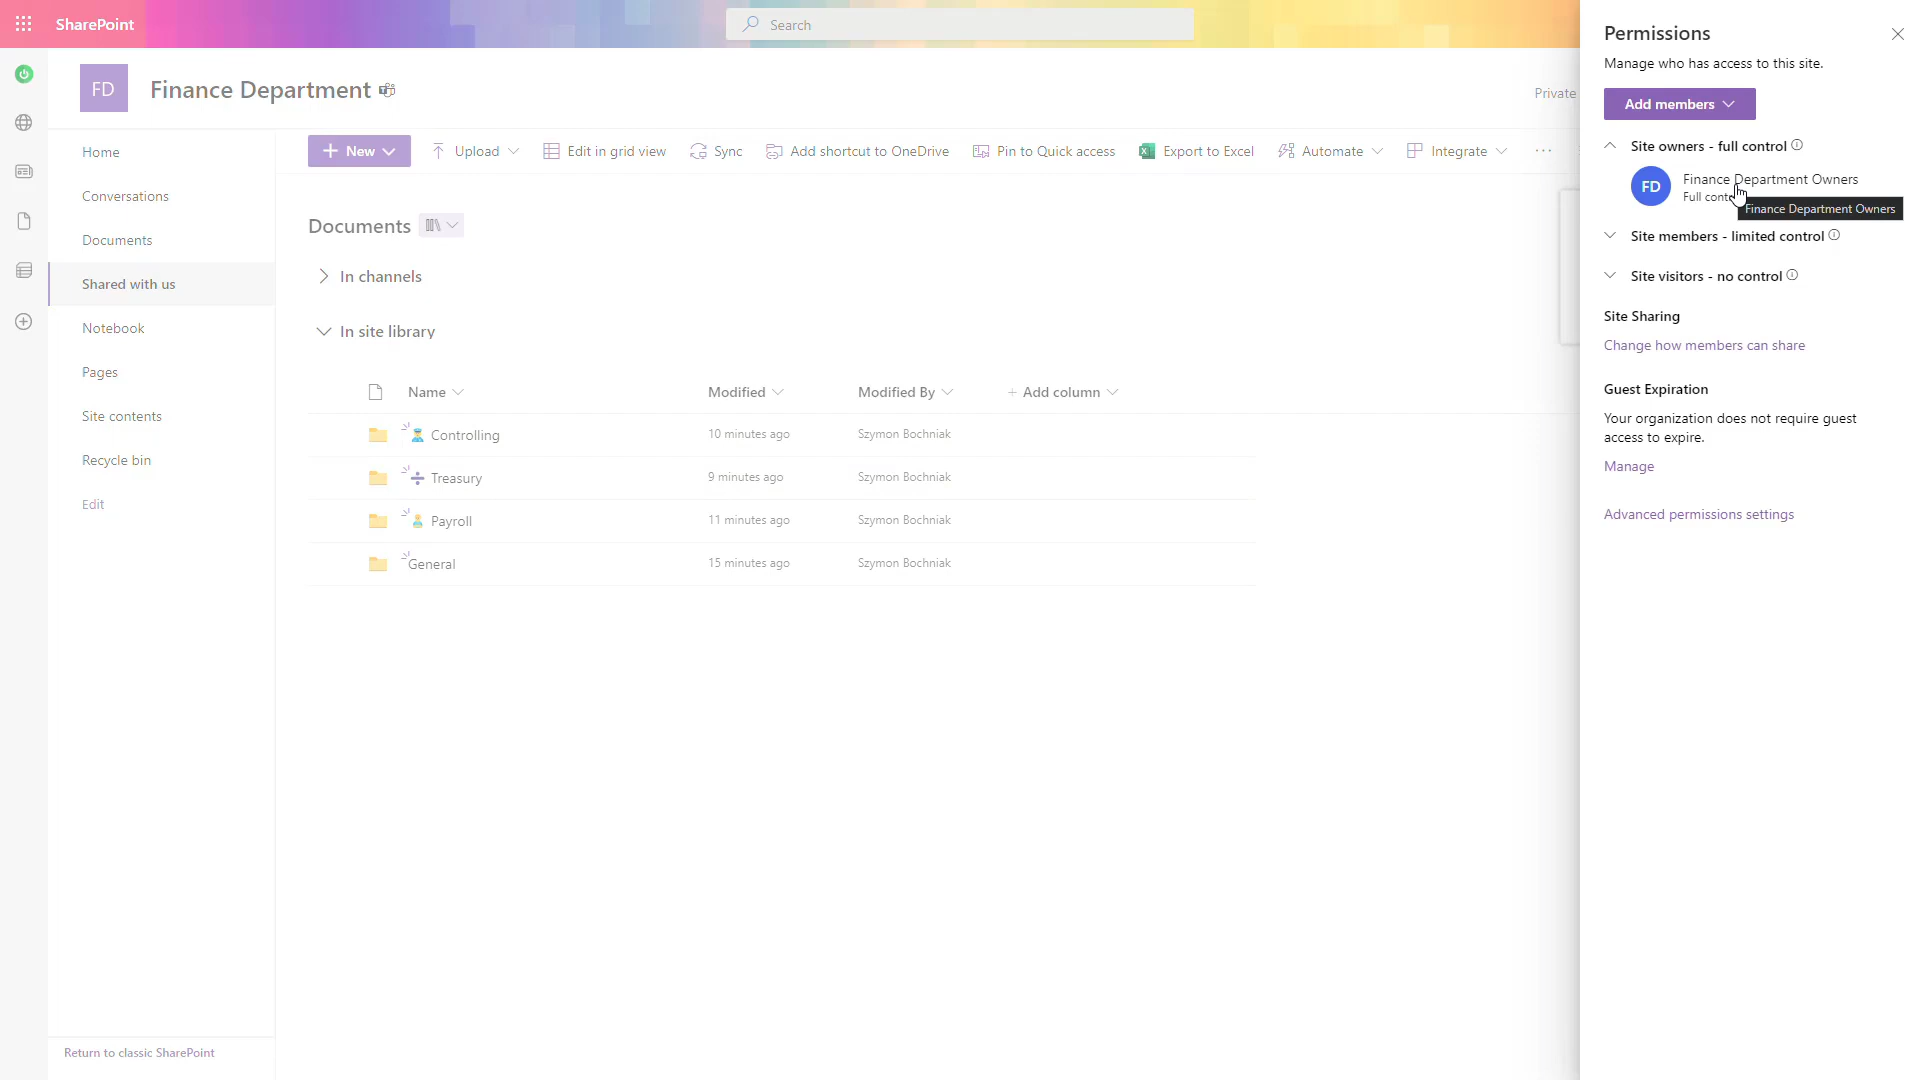 SharePoint
Search
FD
Finance Department
Private
Home
Conversations
Documents
Shared with us
Notebook
Pages
Site contents
Recycle bin
Edit
Return to classic SharePoint
New
Upload
Edit in grid view
Sync
Add shortcut to OneDrive
Pin to Quick access
Export to Excel
Automate
Integrate
Documents
In channels
In site library
Name
Modified
Modified By
+ Add column
Controlling
10 minutes ago
Szymon Bochniak
Treasury
9 minutes ago
Szymon Bochniak
Payroll
11 minutes ago
Szymon Bochniak
General
15 minutes ago
Szymon Bochniak
Permissions
Manage who has access to this site.
Add members
Site owners - full control
FD
Finance Department Owners
Full
Finance Department Owners
Site members - limited control
Site visitors - no control
Site Sharing
Change how members can share
Guest Expiration
Your organization does not require guest
access to expire.
Manage
Advanced permissions settings